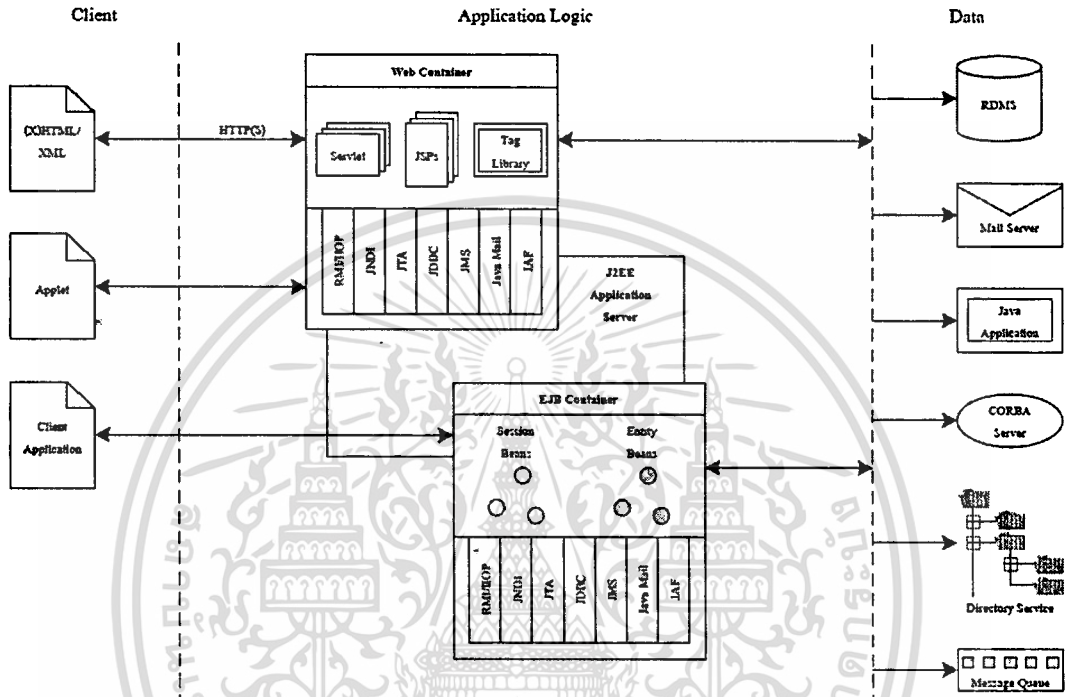 Client
Application Logic
Data
(X)HTML/
XML
HTTP(S)
Applet
Client
Application
Web Container
Servlet
JSPs
Tag
Library
RMI/IIOP
JNDI
JTA
JDBC
JMS
Java Mail
JAF
J2EE
Application
Server
EJB Container
Session
Beans
Entity
Beans
RMI/IIOP
JNDI
JTA
JDBC
JMS
Java Mail
JAF
RDMS
Mail Server
Java
Application
CORBA
Server
Directory Service
Message Queue